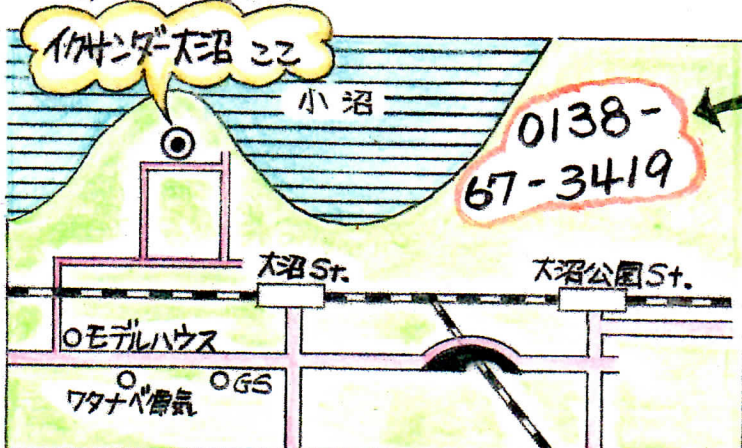 イクサンダー大沼 ここ
小沼
0138-
67-3419
大沼St.
大沼公園St.
モデルハウス
GS
ワタナベ電気